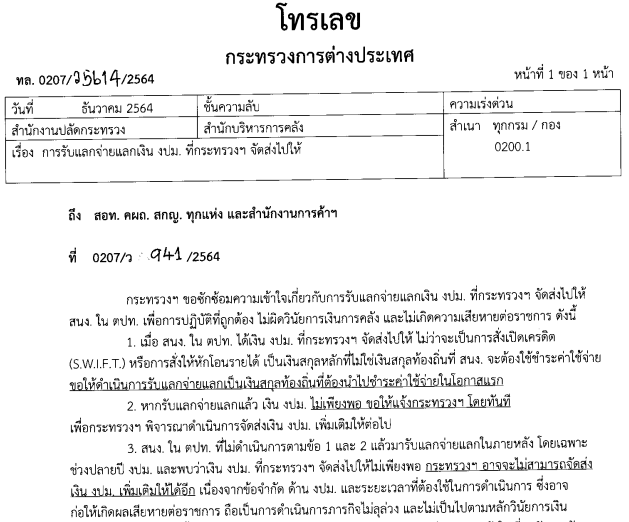 โทรเลข
กระทรวงการต่างประเทศ
ทล. 0207/25614/2564
หน้าที่ 1 ของ 1 หน้า
วันที่ ธันวาคม 2564 ชั้นความลับ ความเร่งด่วน
สำนักงานปลัดกระทรวง สำนักบริหารการคลัง สำเนา ทุกกรม / กอง
เรื่อง การรับแลกจ่ายแลกเงิน งปม. ที่กระทรวงฯ จัดส่งไปให้ 0200.1
ถึง สอท. คผถ. สกญ. ทุกแห่ง และสำนักงานการค้าฯ
ที่ 0207/ว 941 /2564
กระทรวงฯ ขอซักซ้อมความเข้าใจเกี่ยวกับการรับแลกจ่ายแลกเงิน งปม. ที่กระทรวงฯ จัดส่งไปให้
สนง. ใน ตปท. เพื่อการปฏิบัติที่ถูกต้อง ไม่ผิดวินัยการเงินการคลัง และไม่เกิดความเสียหายต่อราชการ ดังนี้
1. เมื่อ สนง. ใน ตปท. ได้เงิน งปม. ที่กระทรวงฯ จัดส่งไปให้ ไม่ว่าจะเป็นการสั่งเปิดเครดิต
(S.W.I.F.T.) หรือการสั่งให้หักโอนรายได้ เป็นเงินสกุลหลักที่ไม่ใช่เงินสกุลท้องถิ่นที่ สนง. จะต้องใช้ชำระค่าใช้จ่าย
ขอให้ดำเนินการรับแลกจ่ายแลกเป็นเงินสกุลท้องถิ่นที่ต้องนำไปชำระค่าใช้จ่ายในโอกาสแรก
2. หากรับแลกจ่ายแลกแล้ว เงิน งปม. ไม่เพียงพอ ขอให้แจ้งกระทรวงฯ โดยทันที
เพื่อกระทรวงฯ พิจารณาดำเนินการจัดส่งเงิน งปม. เพิ่มเติมให้ต่อไป
3. สนง. ใน ตปท. ที่ไม่ดำเนินการตามข้อ 1 และ 2 แล้วมารับแลกจ่ายแลกในภายหลัง โดยเฉพาะ
ช่วงปลายปี งปม. และพบว่าเงิน งปม. ที่กระทรวงฯ จัดส่งไปให้ไม่เพียงพอ กระทรวงฯ อาจจะไม่สามารถจัดส่ง
เงิน งปม. เพิ่มเติมให้ได้อีก เนื่องจากข้อจำกัด ด้าน งปม. และระยะเวลาที่ต้องใช้ในการดำเนินการ ซึ่งอาจ
ก่อให้เกิดผลเสียหายต่อราชการ ถือเป็นการดำเนินการภารกิจไม่ลุล่วง และไม่เป็นไปตามหลักวินัยการเงิน